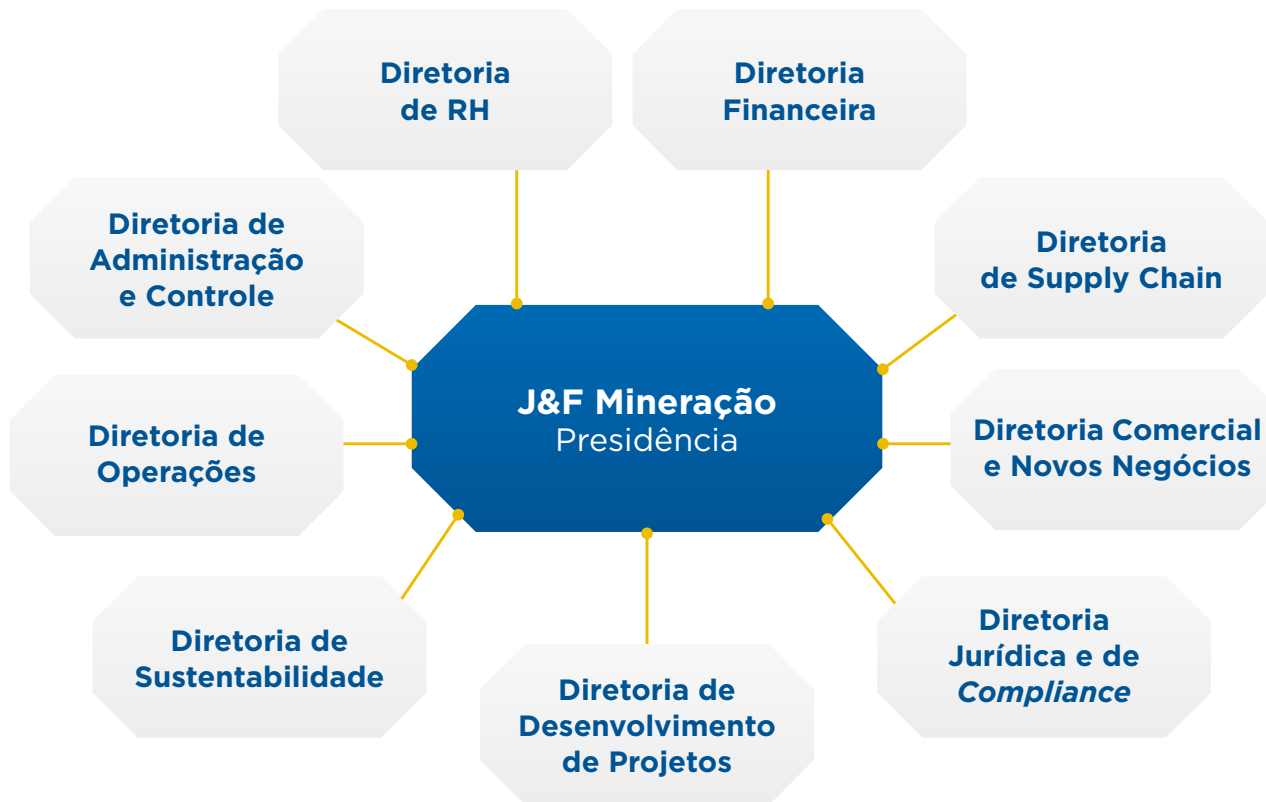 Diretoria
de RH
Diretoria
Financeira
Diretoria de
Administração
e Controle
Diretoria
de Supply Chain
J&F Mineração
Presidência
Diretoria de
Operações
Diretoria Comercial
e Novos Negócios
Diretoria de
Sustentabilidade
Diretoria de
Desenvolvimento
de Projetos
Diretoria
Jurídica e de
Compliance